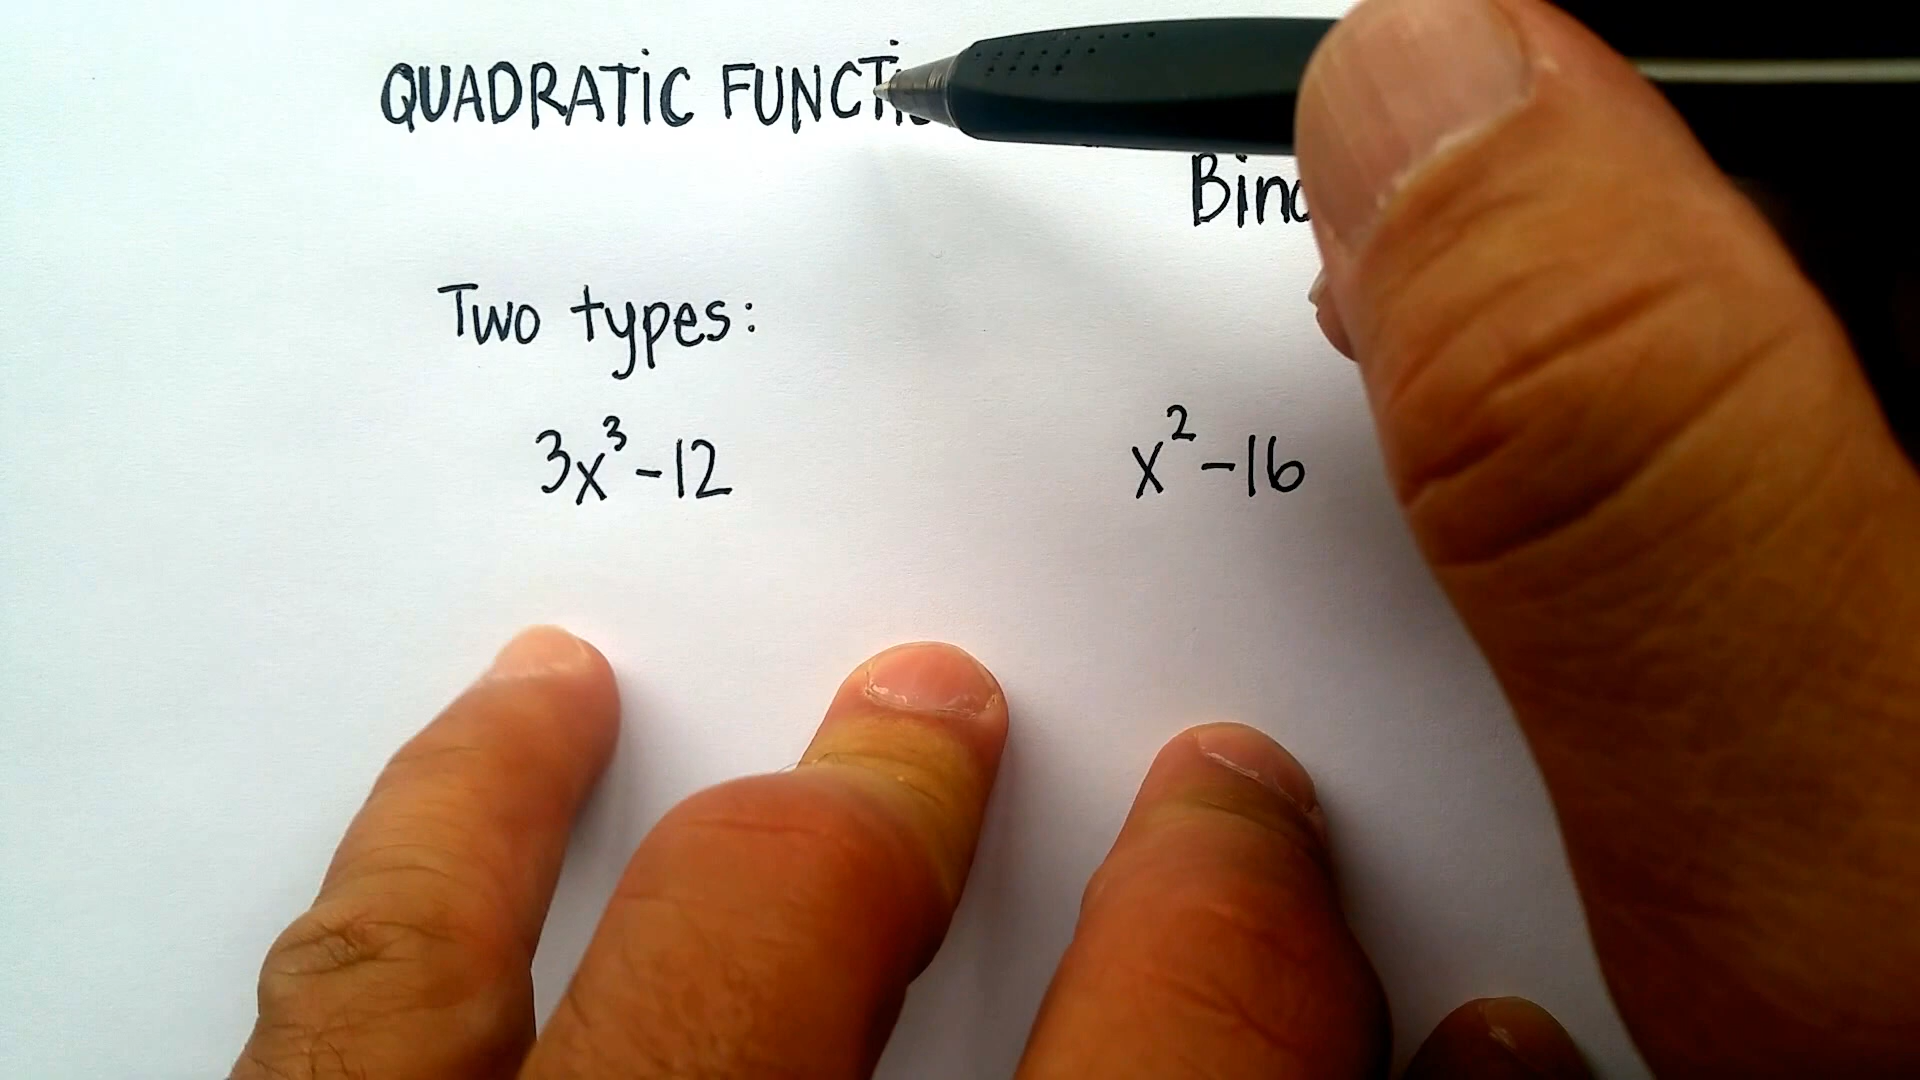 QUADRATIC FUNCTI
Bin
Two types:
3x³-12
x²-16